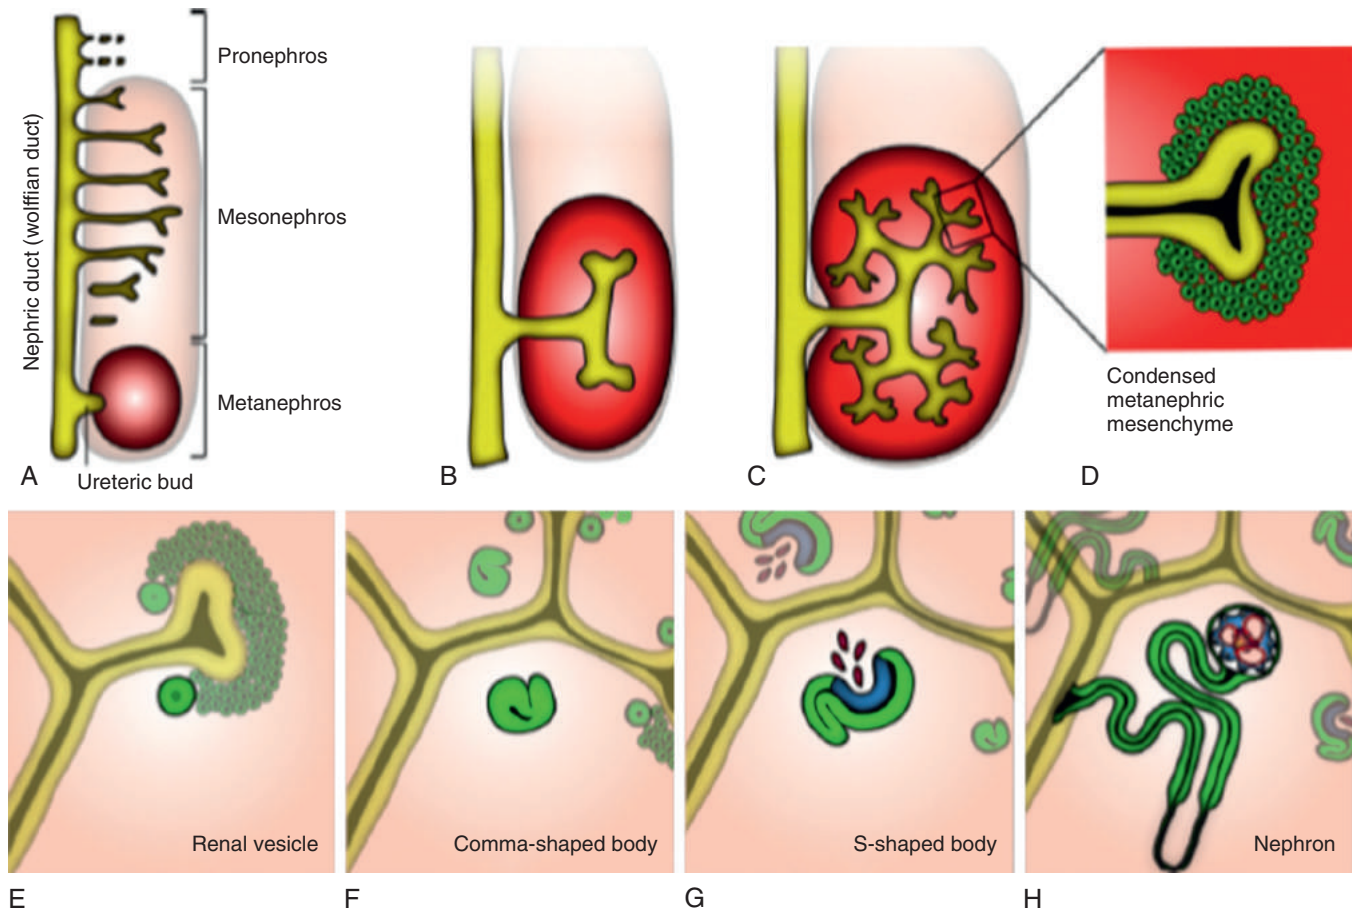 Nephric duct (wolffian duct)
Pronephros
Mesonephros
Metanephros
Ureteric bud
A
B
C
D
Condensed
metanephric
mesenchyme
Renal vesicle
Comma-shaped body
S-shaped body
Nephron
E
F
G
H